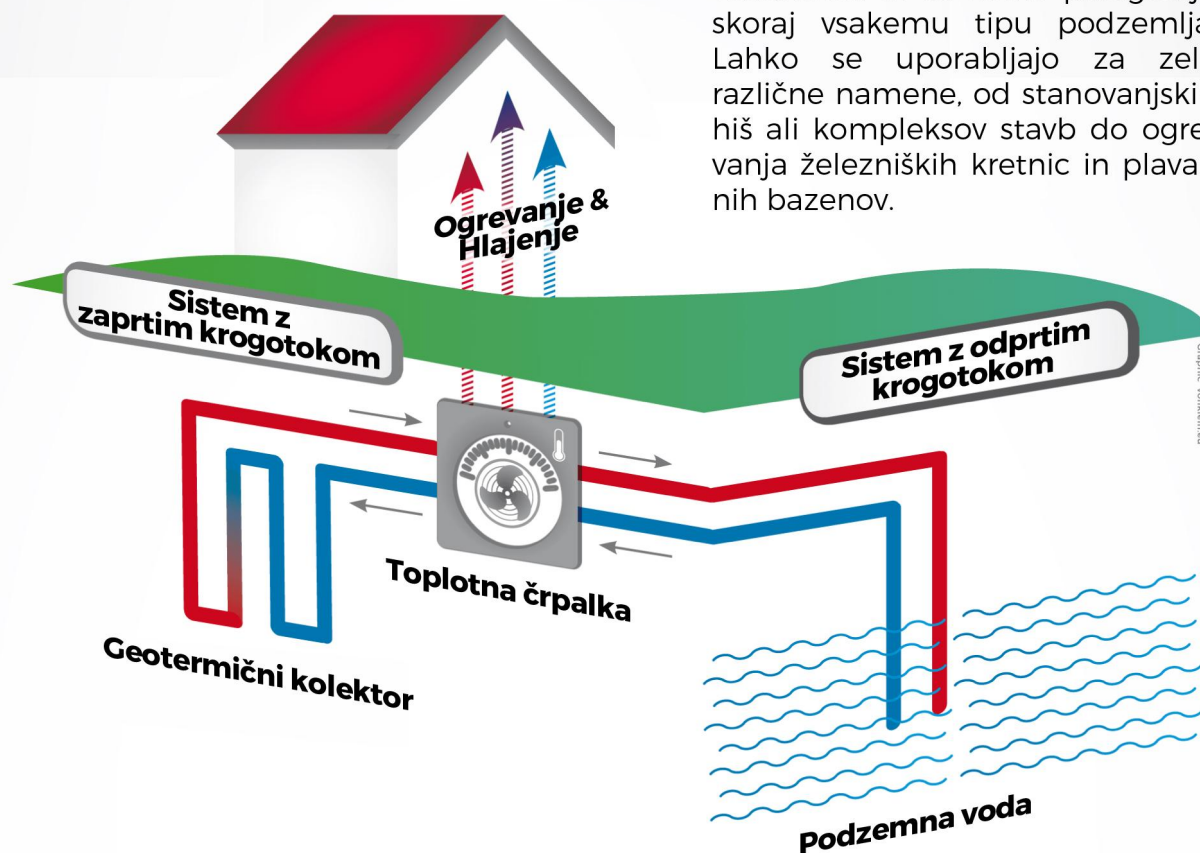 skoraj vsakemu tipu podzemlja
Lahko se uporabljajo za zel
različne namene, od stanovanjski
hiš ali kompleksov stavb do ogre
vanja železniških kretnic in plava
nih bazenov.
Ogrevanje &
Hlajenje
Sistem z
zaprtim krogotokom
Sistem z odprtim
krogotokom
Toplotna črpalka
Geotermični kolektor
Podzemna voda